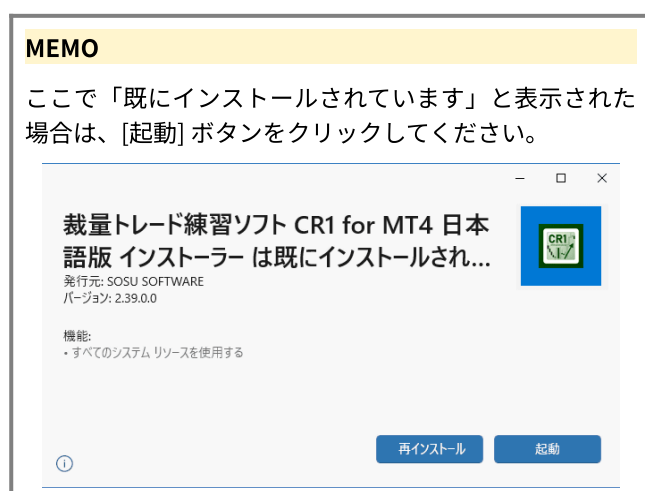 MEMO
ここで「既にインストールされています」と表示された
場合は、[起動] ボタンをクリックしてください。
裁量トレード練習ソフト CR1 for MT4 日本
語版 インストーラー は既にインストールされ...
CR1
発行元: SOSU SOFTWARE
バージョン: 2.39.0.0
機能:
• すべてのシステム リソースを使用する
再インストール
起動